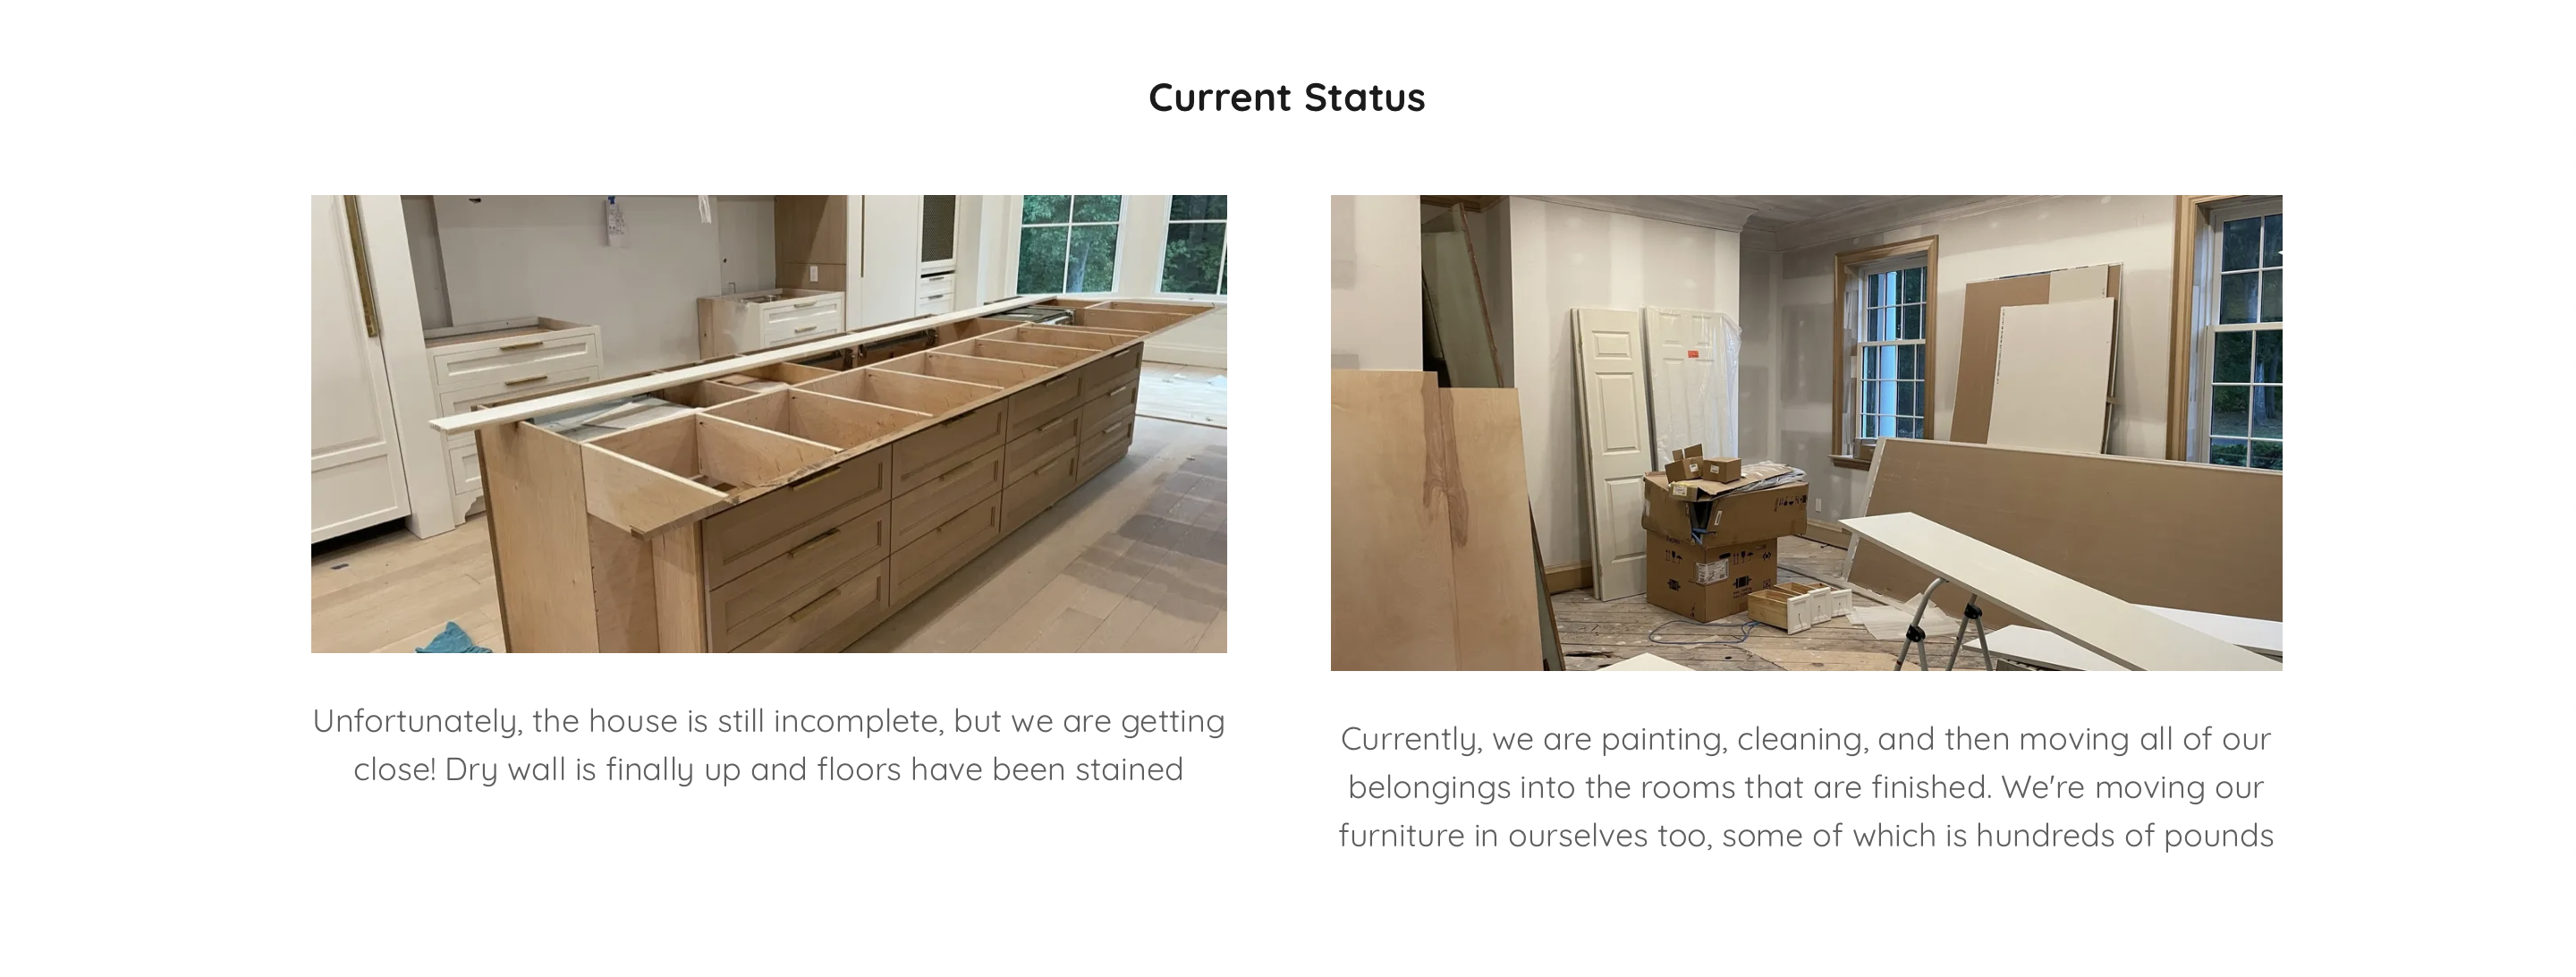 Current Status
Unfortunately, the house is still incomplete, but we are getting
close! Dry wall is finally up and floors have been stained
Currently, we are painting, cleaning, and then moving all of our
belongings into the rooms that are finished. We're moving our
furniture in ourselves too, some of which is hundreds of pounds